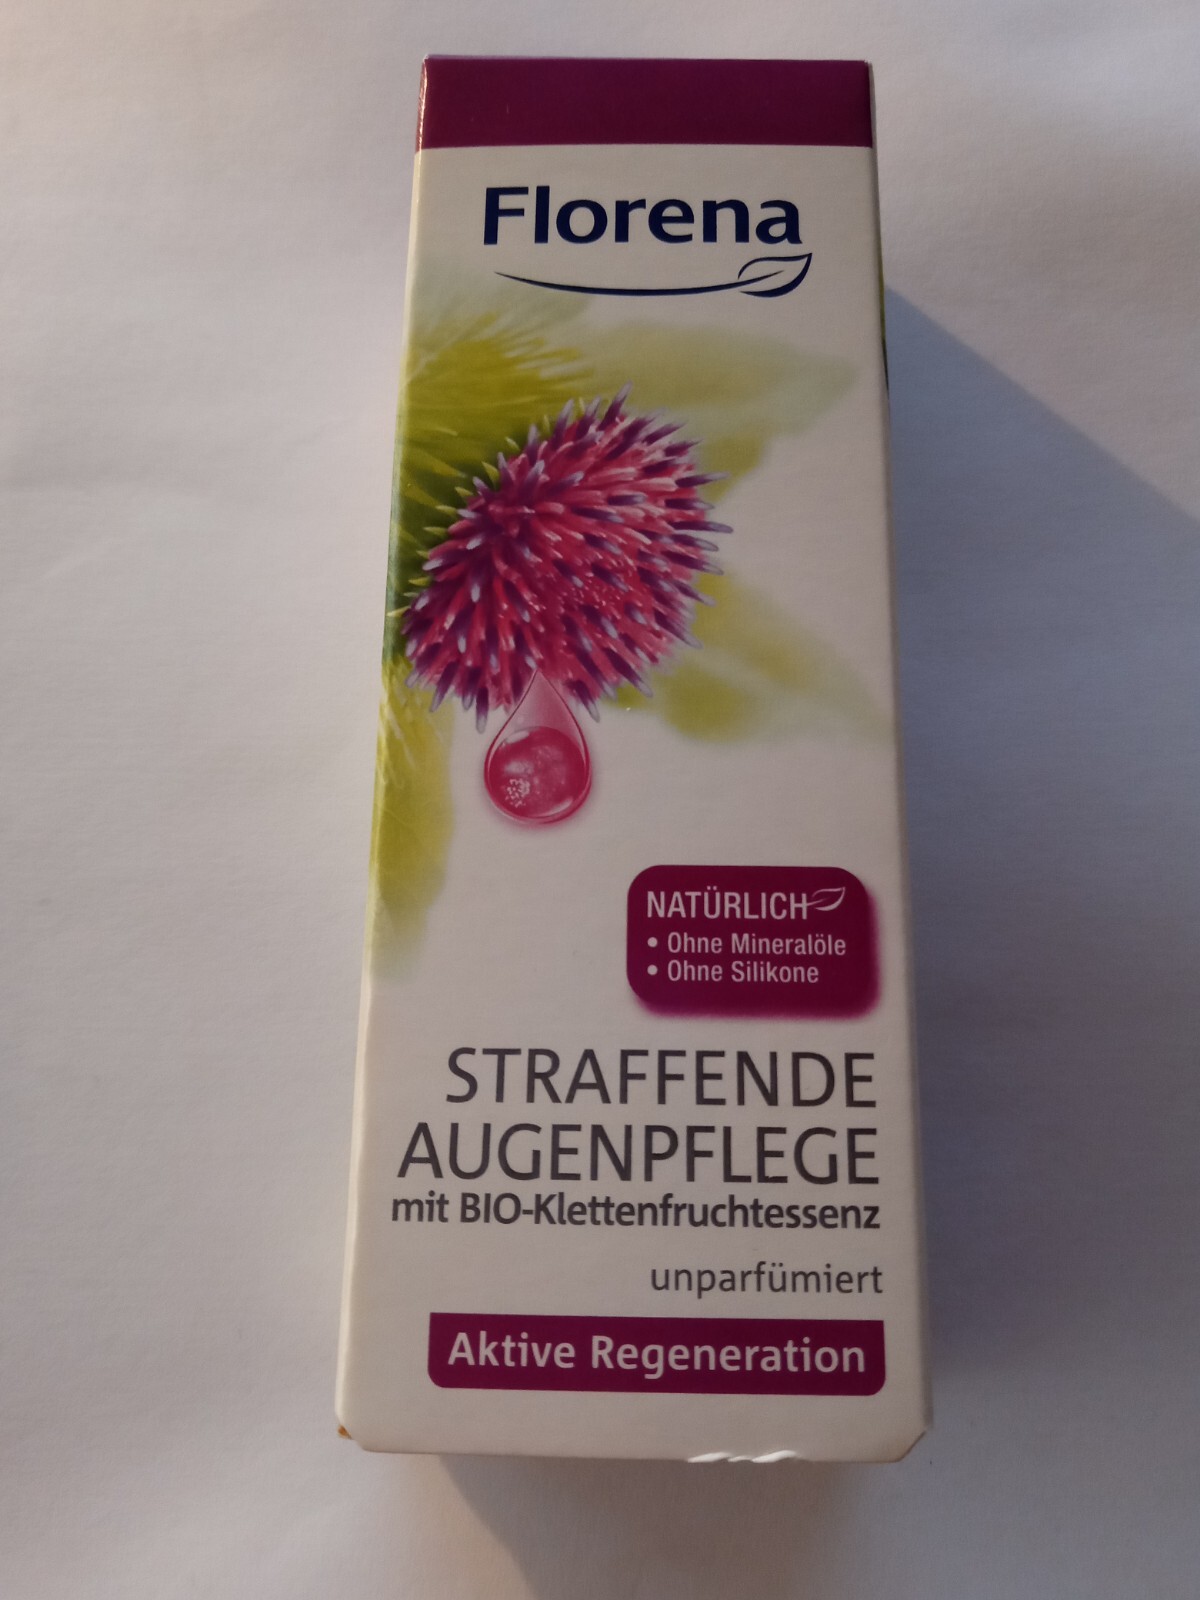 Florena
NATÜRLICH
• Ohne Mineralöle
• Ohne Silikone
STRAFFENDE
AUGENPFLEGE
mit BIO-Klettenfruchtessenz
unparfümiert
Aktive Regeneration